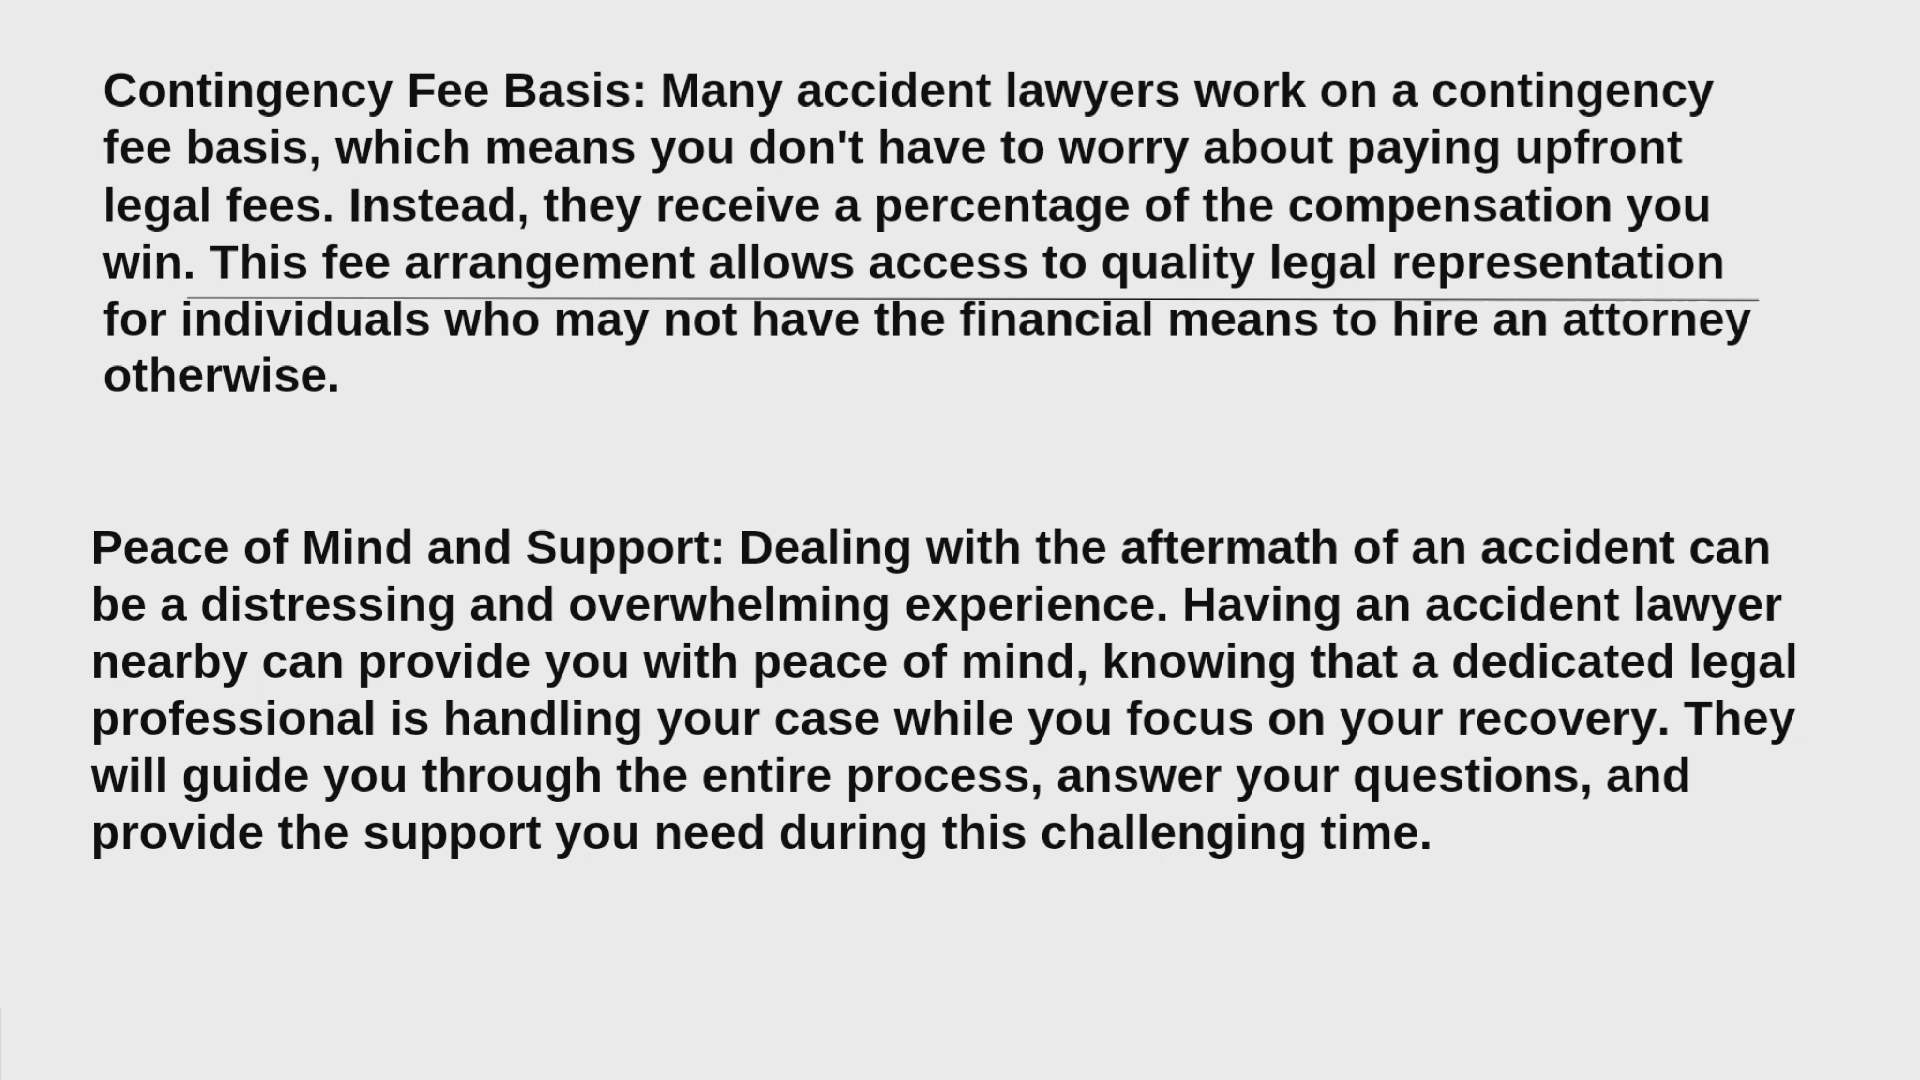 Contingency Fee Basis: Many accident lawyers work on a contingency
fee basis, which means you don't have to worry about paying upfront
legal fees. Instead, they receive a percentage of the compensation you
win. This fee arrangement allows access to quality legal representation
for individuals who may not have the financial means to hire an attorney
otherwise.
Peace of Mind and Support: Dealing with the aftermath of an accident can
be a distressing and overwhelming experience. Having an accident lawyer
nearby can provide you with peace of mind, knowing that a dedicated legal
professional is handling your case while you focus on your recovery. They
will guide you through the entire process, answer your questions, and
provide the support you need during this challenging time.